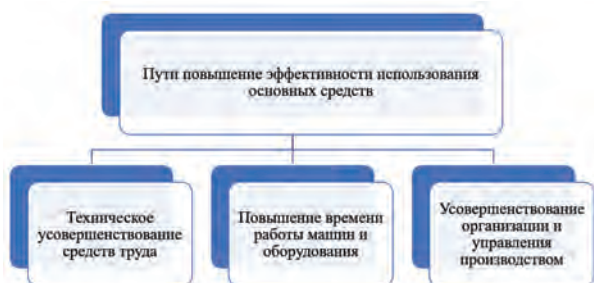 Пути повышение эффективности использования
основных средств
Техническое
усовершенствование
средств труда
Повышение времени
работы машин и
оборудования
Усовершенствование
организации и
управления
производством